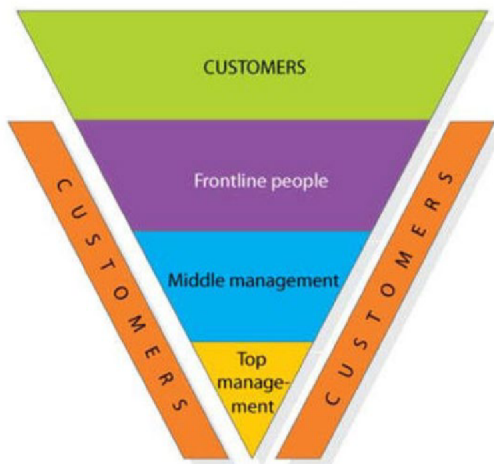 CUSTOMERS
Frontline people
Middle management
Top
manage-
ment
CUSTOMERS
CUSTOMERS